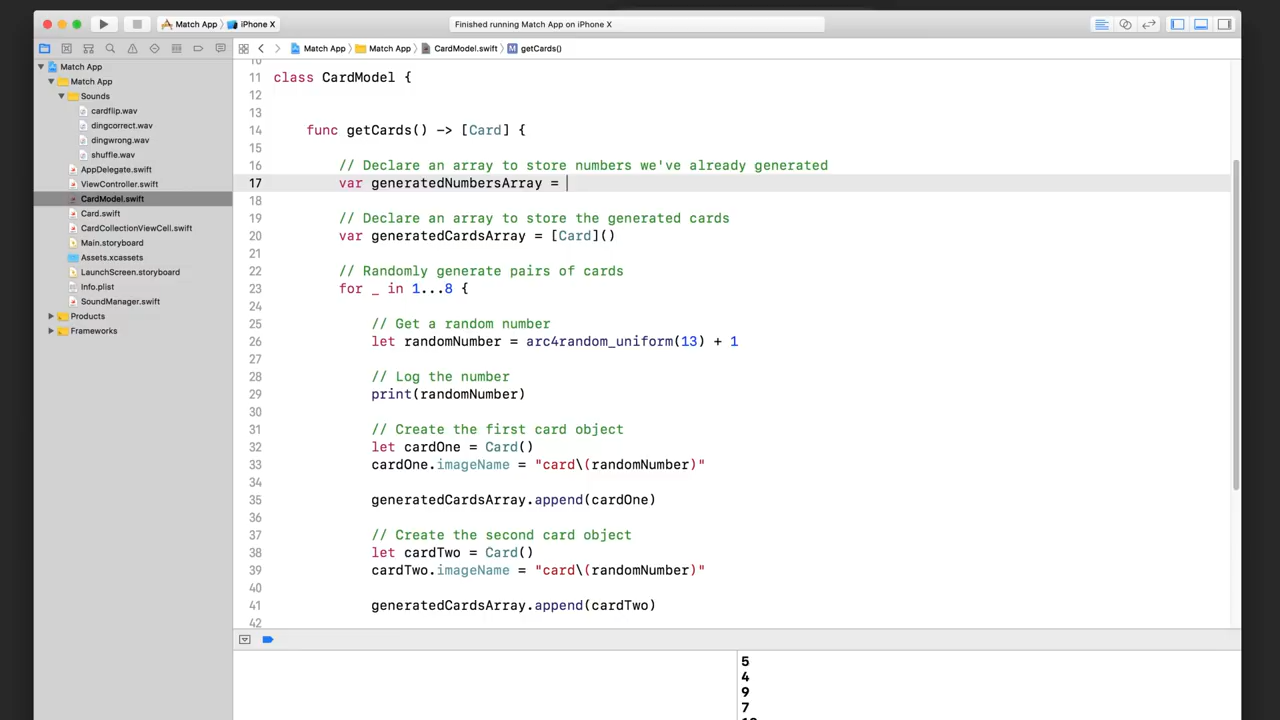 Match App
iPhone X
Finished running Match App on iPhone X
Match App
Match App
CardModel.swift
M getCards()
Match App
Match App
Sounds
cardflip.wav
dingcorrect.wav
dingwrong.wav
shuffle.wav
AppDelegate.swift
ViewController.swift
CardModel.swift
Card.swift
CardCollectionViewCell.swift
Main.storyboard
Assets.xcassets
LaunchScreen.storyboard
Info.plist
SoundManager.swift
Products
Frameworks
10
11 class CardModel {
12
13
14 func getCards() -> [Card] {
15
16 // Declare an array to store numbers we've already generated
17 var generatedNumbersArray =
18
19 // Declare an array to store the generated cards
20 var generatedCardsArray = [Card]()
21
22 // Randomly generate pairs of cards
23 for _ in 1...8 {
24
25 // Get a random number
26 let randomNumber = arc4random_uniform(13) + 1
27
28 // Log the number
29 print(randomNumber)
30
31 // Create the first card object
32 let cardOne = Card()
33 cardOne.imageName = "card\(randomNumber)"
34
35 generatedCardsArray.append(cardOne)
36
37 // Create the second card object
38 let cardTwo = Card()
39 cardTwo.imageName = "card\(randomNumber)"
40
41 generatedCardsArray.append(cardTwo)
42
5
4
9
7